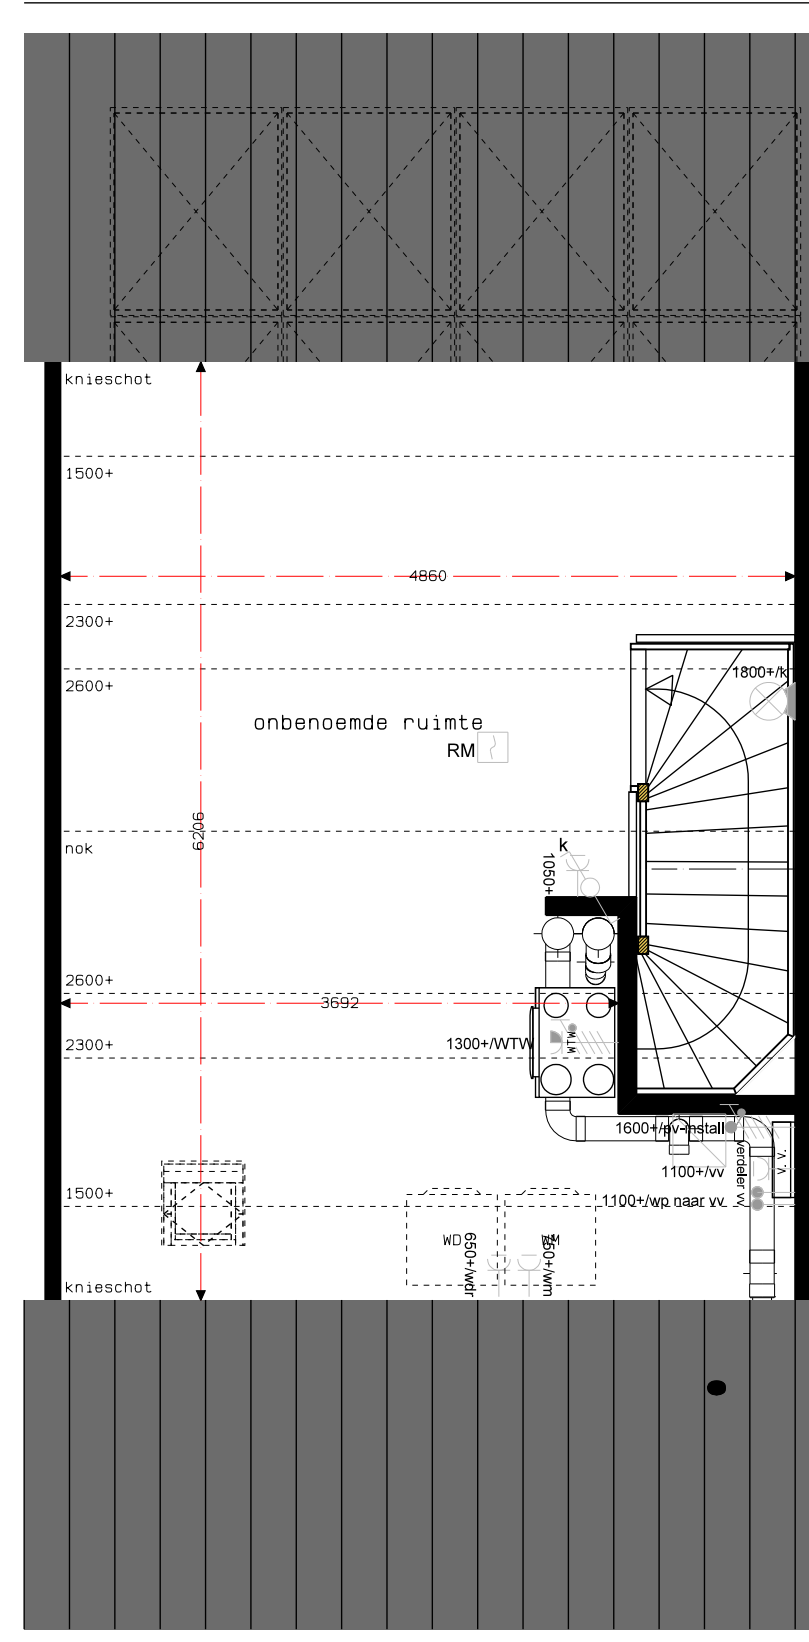 knieschot
1500+
4860
2300+
2600+
1800+/k
onbenoemde ruimte
RM
6206
nok
k
1050+
2600+
3692
2300+
1300+/WTW
WTW
1600+/pv-install
1100+/vv
verdeler vv
v.v.
1500+
1100+/wp naar vv
WD
650+/wdr
WM
650+/wm
knieschot